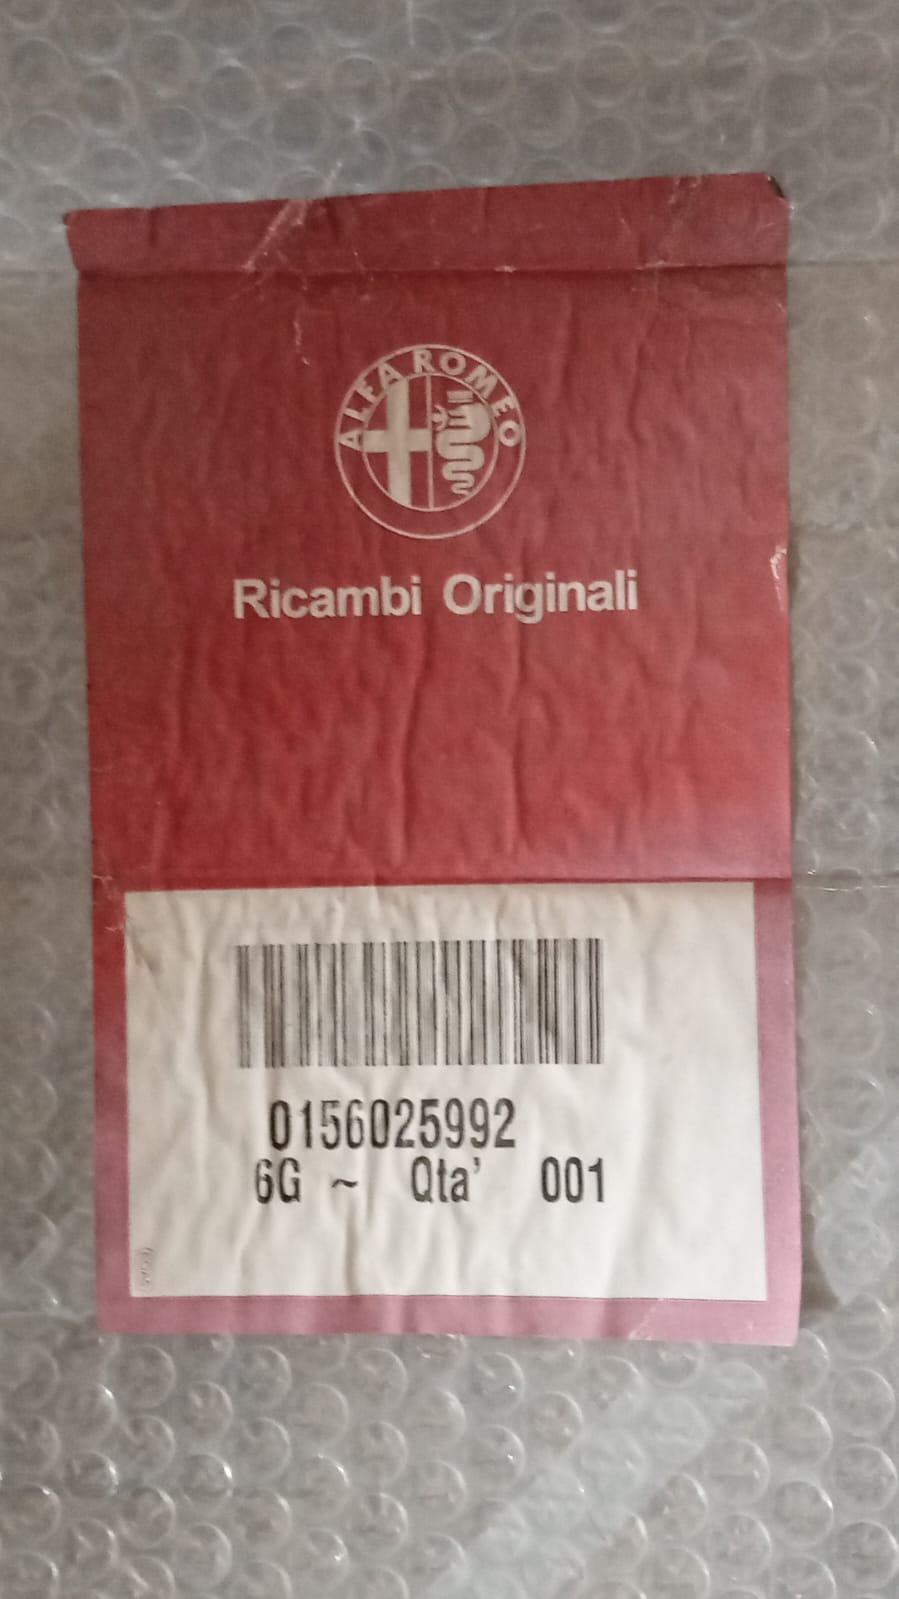 ALFA ROMEO
Ricambi Originali
0156025992
6G ~ Qta' 001